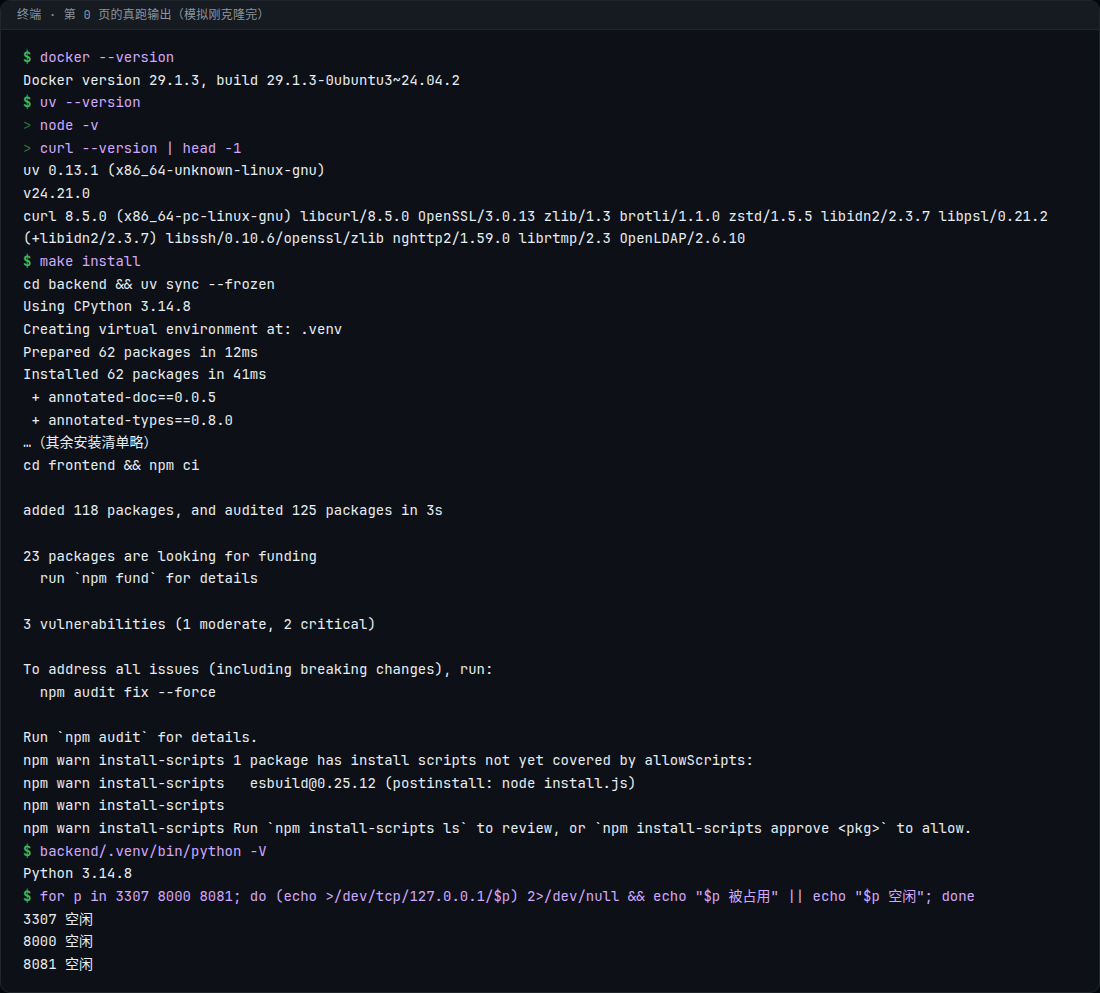 终端 · 第 0 页的真跑输出（模拟刚克隆完）
$ docker --version
Docker version 29.1.3, build 29.1.3-0ubuntu3~24.04.2
$ uv --version
> node -v
> curl --version | head -1
uv 0.13.1 (x86_64-unknown-linux-gnu)
v24.21.0
curl 8.5.0 (x86_64-pc-linux-gnu) libcurl/8.5.0 OpenSSL/3.0.13 zlib/1.3 brotli/1.1.0 zstd/1.5.5 libidn2/2.3.7 libpsl/0.21.2
(+libidn2/2.3.7) libssh/0.10.6/openssl/zlib nghttp2/1.59.0 librtmp/2.3 OpenLDAP/2.6.10
$ make install
cd backend && uv sync --frozen
Using CPython 3.14.8
Creating virtual environment at: .venv
Prepared 62 packages in 12ms
Installed 62 packages in 41ms
 + annotated-doc==0.0.5
 + annotated-types==0.8.0
…（其余安装清单略）
cd frontend && npm ci
added 118 packages, and audited 125 packages in 3s
23 packages are looking for funding
  run `npm fund` for details
3 vulnerabilities (1 moderate, 2 critical)
To address all issues (including breaking changes), run:
  npm audit fix --force
Run `npm audit` for details.
npm warn install-scripts 1 package has install scripts not yet covered by allowScripts:
npm warn install-scripts   esbuild@0.25.12 (postinstall: node install.js)
npm warn install-scripts
npm warn install-scripts Run `npm install-scripts ls` to review, or `npm install-scripts approve <pkg>` to allow.
$ backend/.venv/bin/python -V
Python 3.14.8
$ for p in 3307 8000 8081; do (echo >/dev/tcp/127.0.0.1/$p) 2>/dev/null && echo "$p 被占用" || echo "$p 空闲"; done
3307 空闲
8000 空闲
8081 空闲